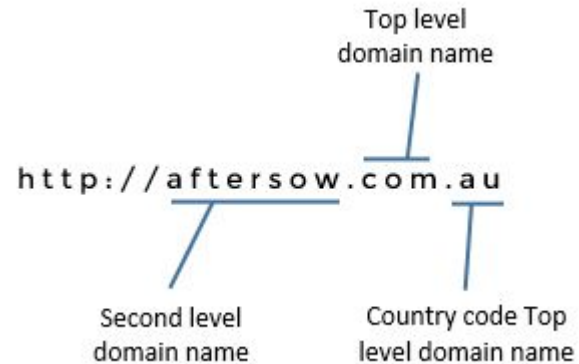 Top level
domain name
http://aftersow.com.au
Second level
domain name
Country code Top
level domain name